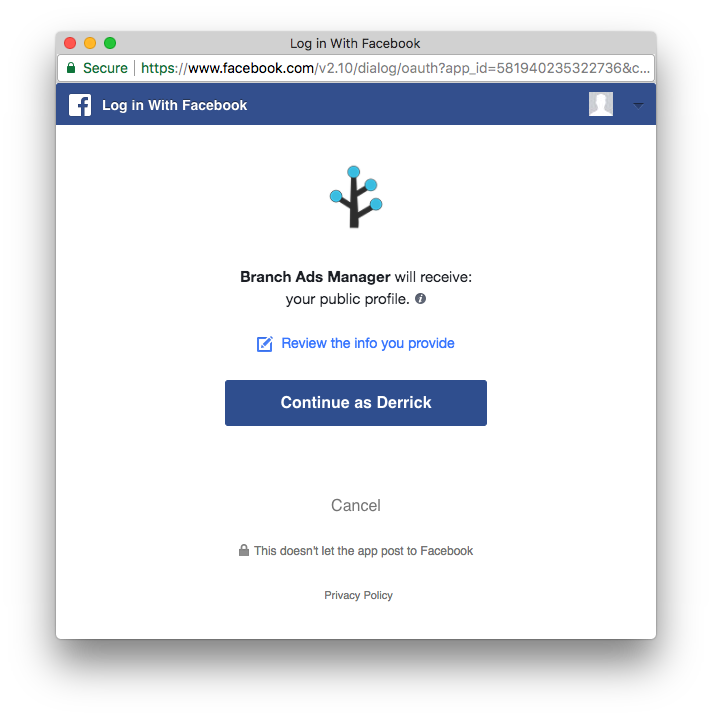 Log in With Facebook
Secure | https://www.facebook.com/v2.10/dialog/oauth?app_id=581940235322736&c...
Log in With Facebook
Branch Ads Manager will receive:
your public profile.
Review the info you provide
Continue as Derrick
Cancel
This doesn't let the app post to Facebook
Privacy Policy